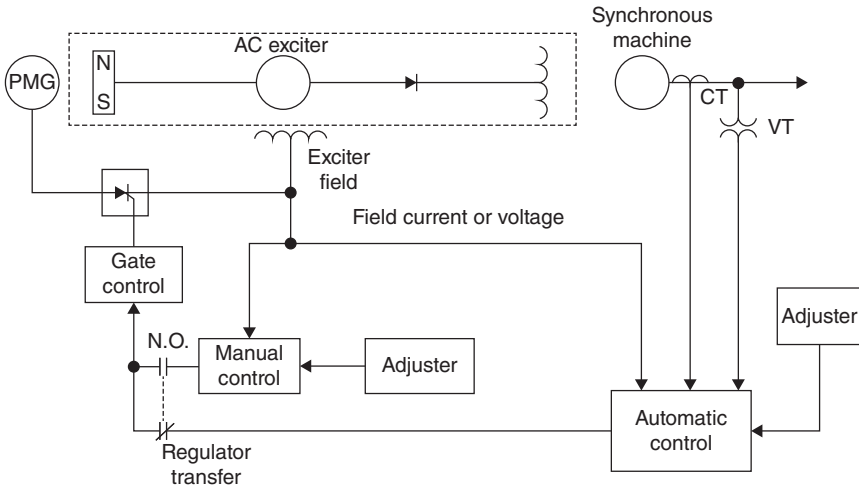 Synchronous
machine
AC exciter
N
PMG
S
CT
VT
Exciter
field
Field current or voltage
Gate
control
Adjuster
N.O.
Manual
control
Adjuster
Automatic
control
Regulator
transfer